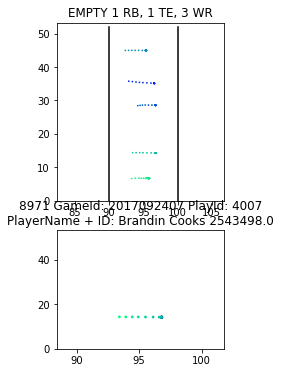 EMPTY 1 RB, 1 TE, 3 WR
50
40
30
20
10
0
85 90 95 100 105
8971 GameId: 2017092407 PlayId: 4007
PlayerName + ID: Brandin Cooks 2543498.0
40
20
0
90 95 100